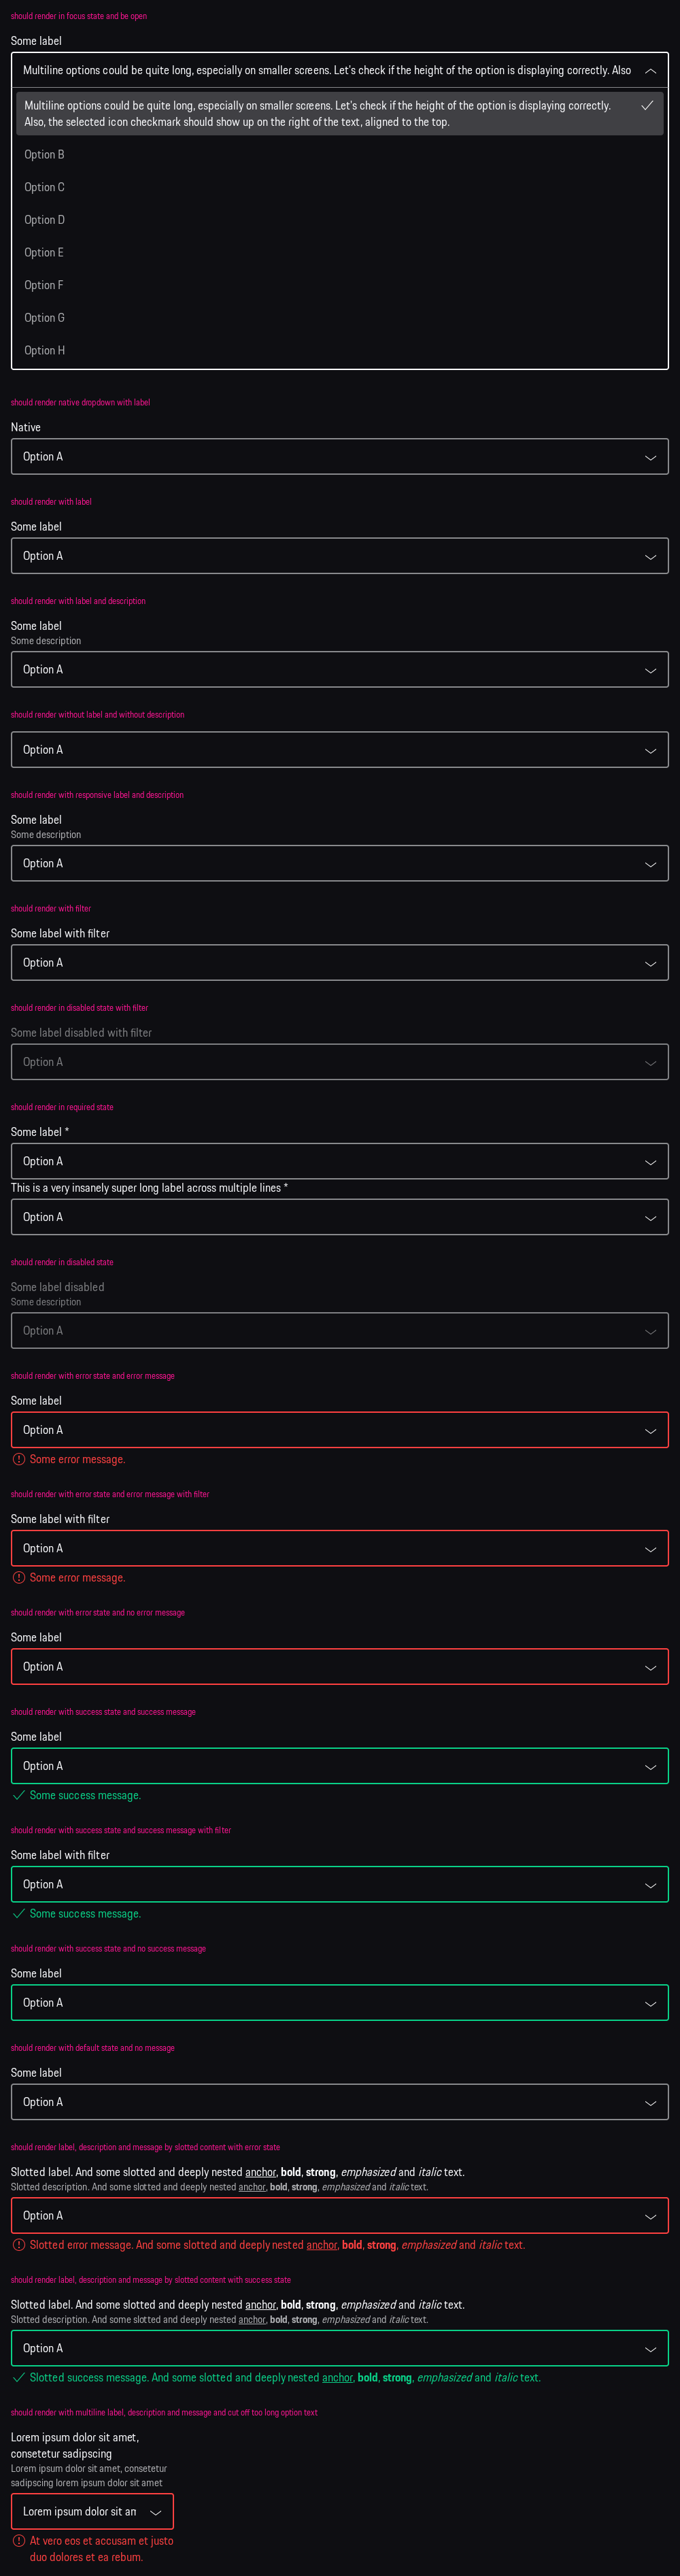 should render in focus state and be open
Some label
Multiline options could be quite long, especially on smaller screens. Let's check if the height of the option is displaying correctly. Also
Multiline options could be quite long, especially on smaller screens. Let's check if the height of the option is displaying correctly.
Also, the selected icon checkmark should show up on the right of the text, aligned to the top.
Option B
Option C
Option D
Option E
Option F
Option G
Option H
should render native dropdown with label
Native
Option A
should render with label
Some label
Option A
should render with label and description
Some label
Some description
Option A
should render without label and without description
Option A
should render with responsive label and description
Some label
Some description
Option A
should render with filter
Some label with filter
Option A
should render in disabled state with filter
Some label disabled with filter
Option A
should render in required state
Some label *
Option A
This is a very insanely super long label across multiple lines *
Option A
should render in disabled state
Some label disabled
Some description
Option A
should render with error state and error message
Some label
Option A
Some error message.
should render with error state and error message with filter
Some label with filter
Option A
Some error message.
should render with error state and no error message
Some label
Option A
should render with success state and success message
Some label
Option A
Some success message.
should render with success state and success message with filter
Some label with filter
Option A
Some success message.
should render with success state and no success message
Some label
Option A
should render with default state and no message
Some label
Option A
should render label, description and message by slotted content with error state
Slotted label. And some slotted and deeply nested anchor, bold, strong, emphasized and italic text.
Slotted description. And some slotted and deeply nested anchor, bold, strong, emphasized and italic text.
Option A
Slotted error message. And some slotted and deeply nested anchor, bold, strong, emphasized and italic text.
should render label, description and message by slotted content with success state
Slotted label. And some slotted and deeply nested anchor, bold, strong, emphasized and italic text.
Slotted description. And some slotted and deeply nested anchor, bold, strong, emphasized and italic text.
Option A
Slotted success message. And some slotted and deeply nested anchor, bold, strong, emphasized and italic text.
should render with multiline label, description and message and cut off too long option text
Lorem ipsum dolor sit amet,
consetetur sadipscing
Lorem ipsum dolor sit amet, consetetur
sadipscing lorem ipsum dolor sit amet
Lorem ipsum dolor sit am
At vero eos et accusam et justo
duo dolores et ea rebum.